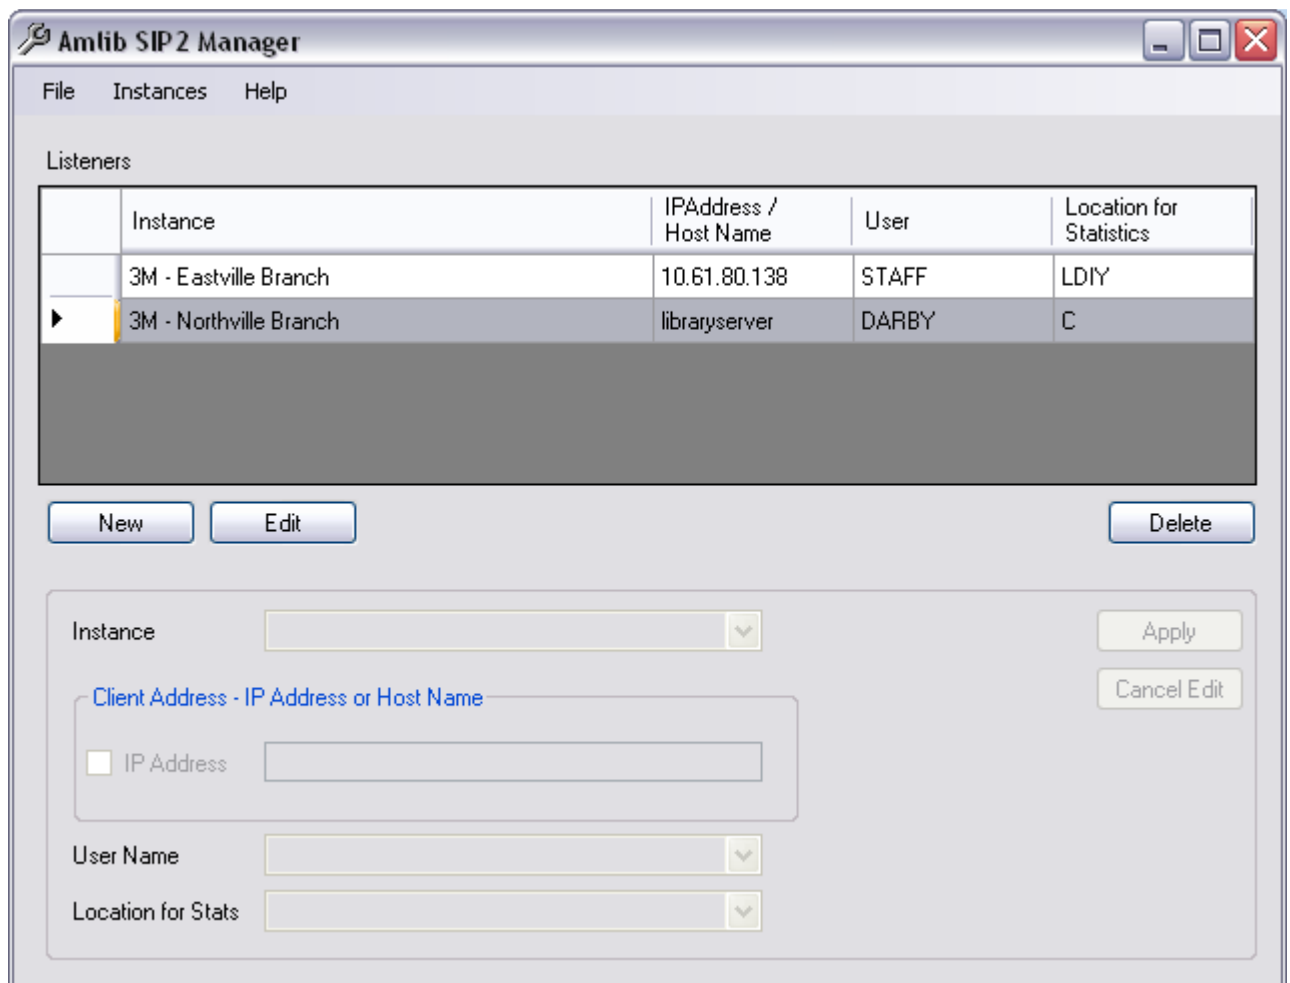 Amlib SIP2 Manager
File Instances Help
Listeners
Instance IPAddress / Host Name User Location for Statistics
3M - Eastville Branch 10.61.80.138 STAFF LDIY
3M - Northville Branch libraryserver DARBY C
New Edit Delete
Instance Apply
Client Address - IP Address or Host Name Cancel Edit
IP Address
User Name
Location for Stats